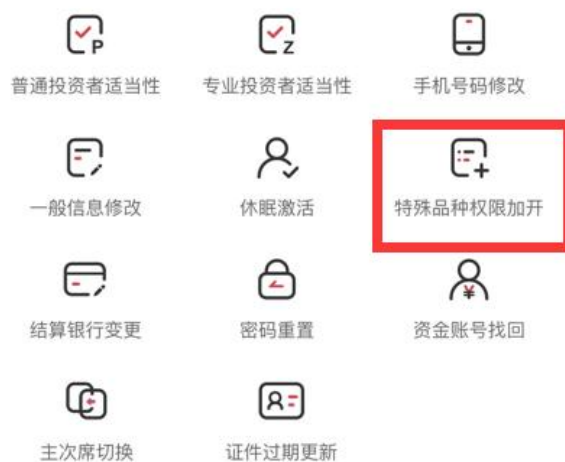 P
Z
普通投资者适当性
专业投资者适当性
手机号码修改
一般信息修改
休眠激活
特殊品种权限加开
¥
结算银行变更
密码重置
资金账号找回
主次席切换
证件过期更新